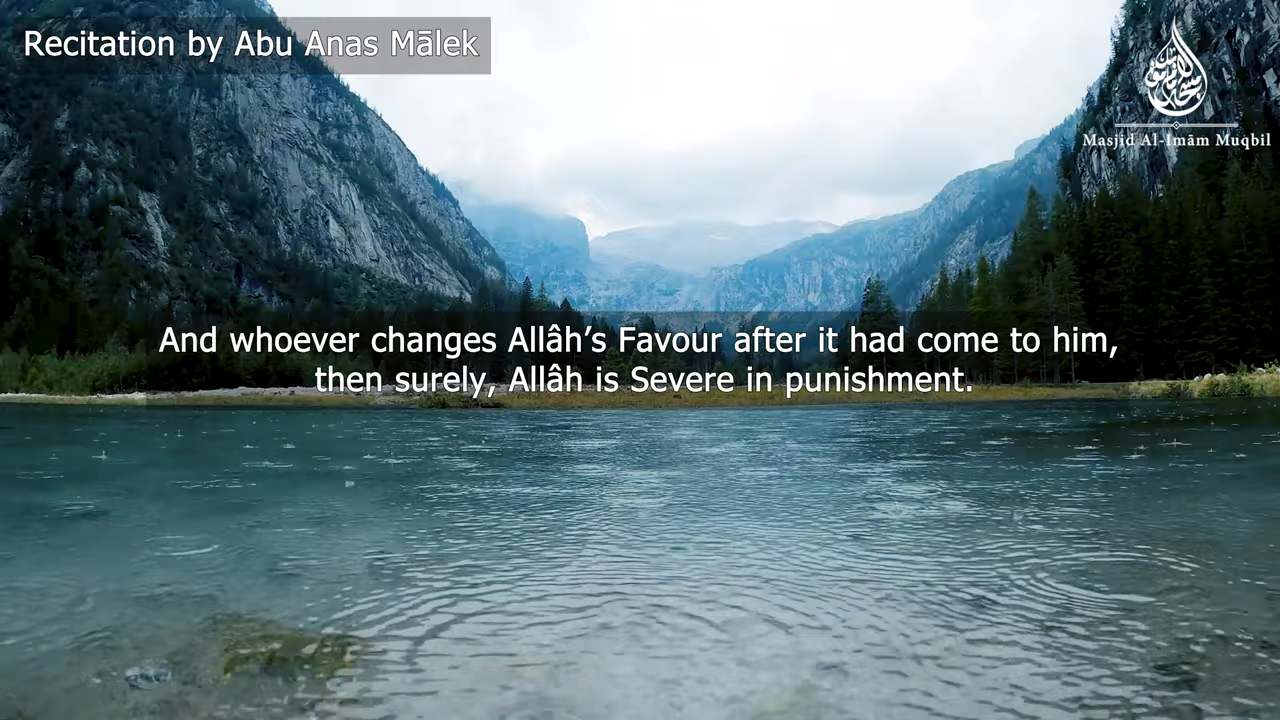 Recitation by Abu Anas Mālek
Masjid Al-Imām Muqbil
And whoever changes Allâh’s Favour after it had come to him,
then surely, Allâh is Severe in punishment.